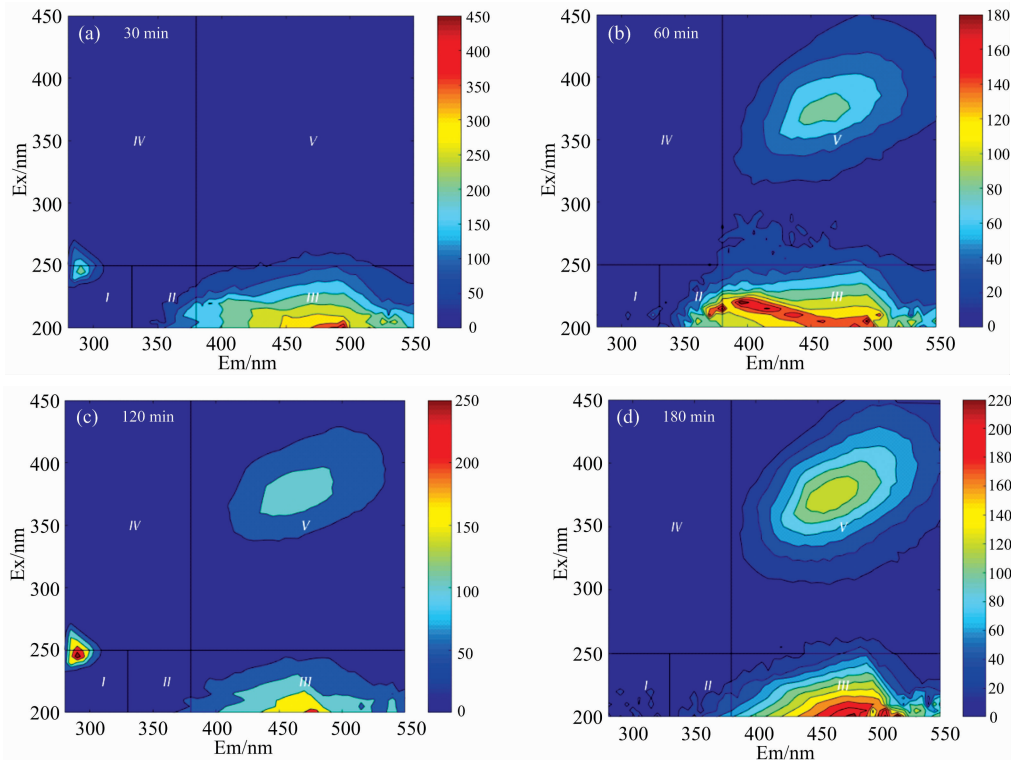 (a) 30 min
450
400
350
300
250
200
Ex/nm
IV
V
I
II
III
300
350
400
450
500
550
Em/nm
450
400
350
300
250
200
150
100
50
0
(b) 60 min
450
400
350
300
250
200
Ex/nm
IV
V
I
II
III
300
350
400
450
500
550
Em/nm
180
160
140
120
100
80
60
40
20
0
(c) 120 min
450
400
350
300
250
200
Ex/nm
IV
V
I
II
III
300
350
400
450
500
550
Em/nm
250
200
150
100
50
0
(d) 180 min
450
400
350
300
250
200
Ex/nm
IV
V
I
II
III
300
350
400
450
500
550
Em/nm
220
200
180
160
140
120
100
80
60
40
20
0